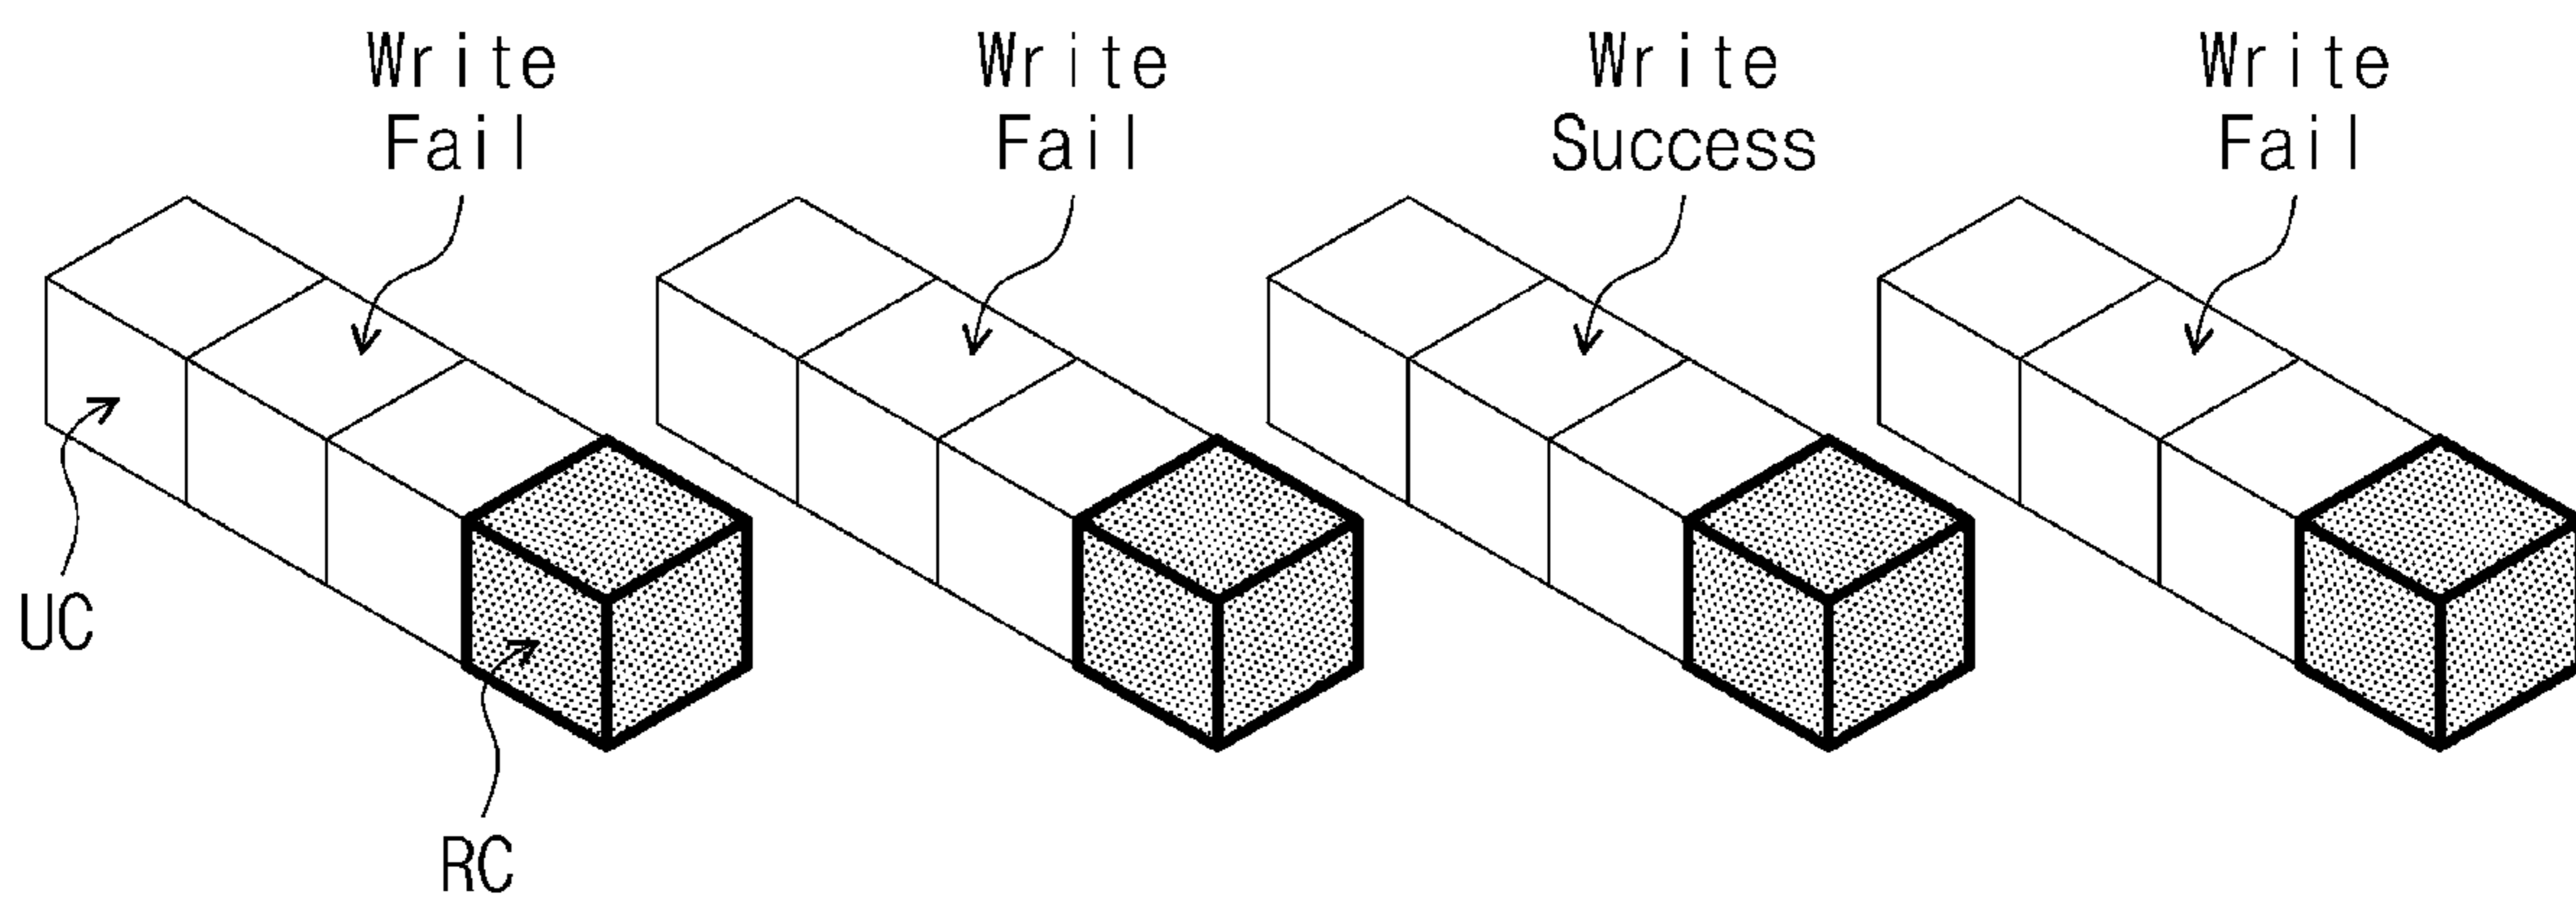 Write
Fail
Write
Fail
Write
Success
Write
Fail
UC
RC